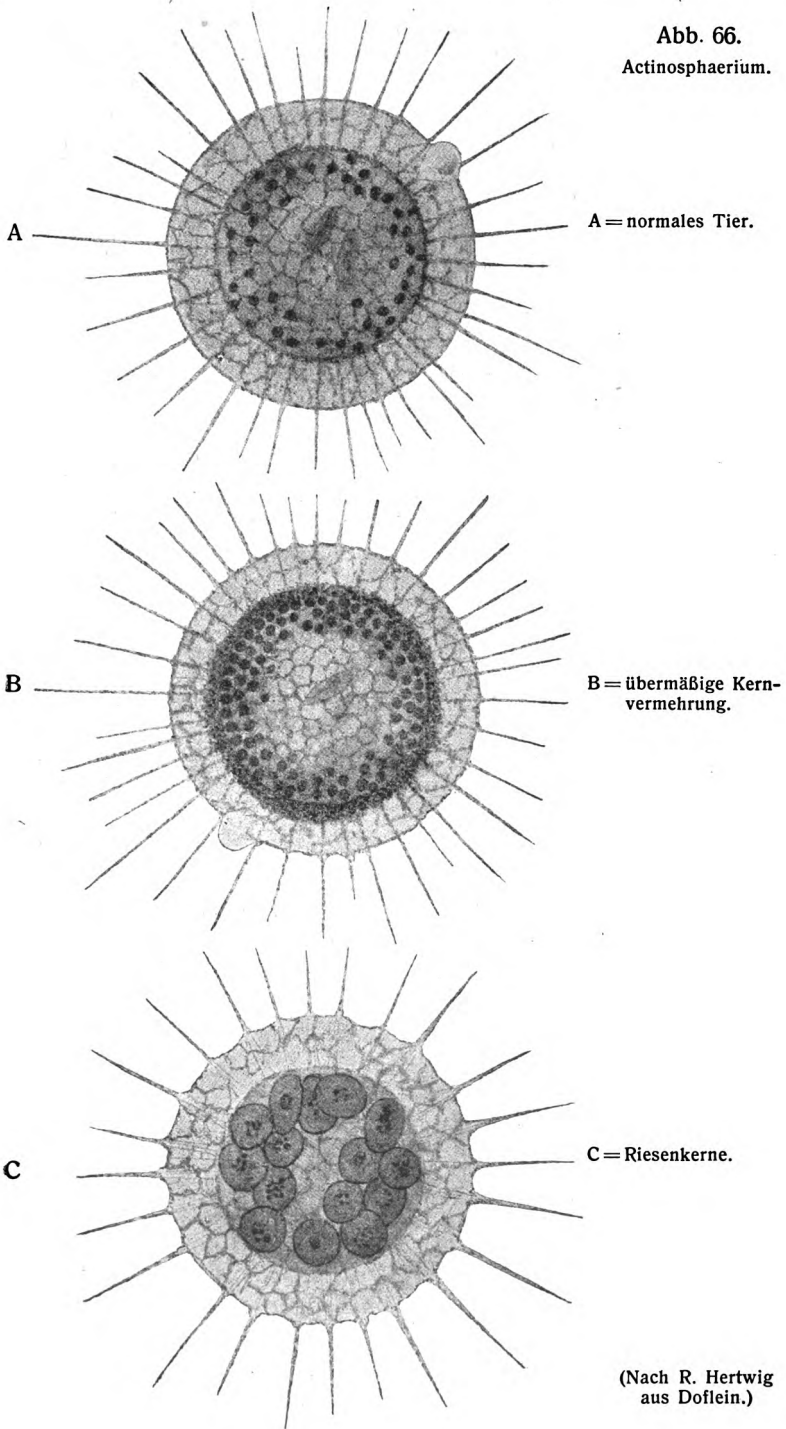 Abb. 66.
Actinosphaerium.
A
A = normales Tier.
B
B = übermäßige Kern-
vermehrung.
C
C = Riesenkerne.
(Nach R. Hertwig
aus Doflein.)